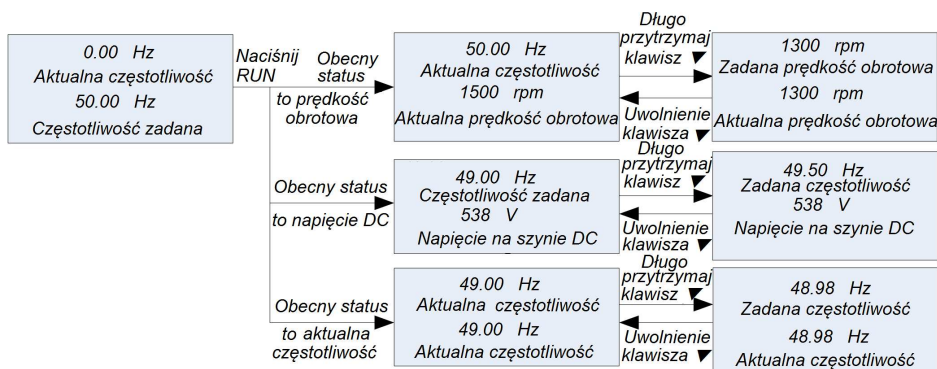 0.00 Hz
Aktualna częstotliwość
50.00 Hz
Częstotliwość zadana
Naciśnij
RUN
Obecny
status
to prędkość
obrotowa
50.00 Hz
Aktualna częstotliwość
1500 rpm
Aktualna prędkość obrotowa
Długo
przytrzymaj
klawisz
Uwolnienie
klawisza
1300 rpm
Zadana prędkość obrotowa
1300 rpm
Aktualna prędkość obrotowa
Obecny status
to napięcie DC
49.00 Hz
Częstotliwość zadana
538 V
Napięcie na szynie DC
Długo
przytrzymaj
klawisz
Uwolnienie
klawisza
49.50 Hz
Zadana częstotliwość
538 V
Napięcie na szynie DC
Obecny status
to aktualna
częstotliwość
49.00 Hz
Aktualna częstotliwość
49.00 Hz
Aktualna częstotliwość
Długo
przytrzymaj
klawisz
Uwolnienie
klawisza
48.98 Hz
Zadana częstotliwość
48.98 Hz
Aktualna częstotliwość